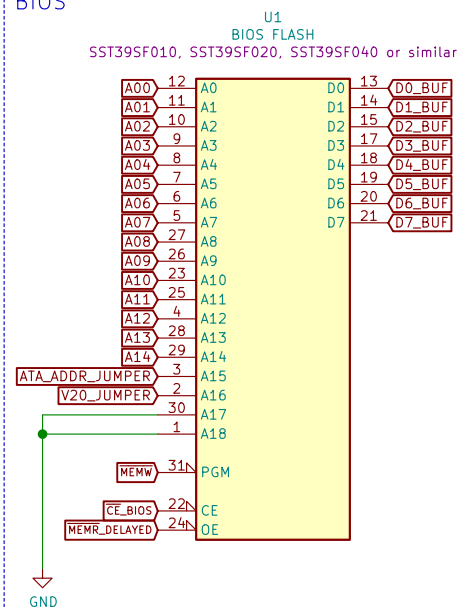 BIOS
U1
BIOS FLASH
SST39SF010, SST39SF020, SST39SF040 or similar
A00 12 A0 D0 13 D0_BUF
A01 11 A1 D1 14 D1_BUF
A02 10 A2 D2 15 D2_BUF
A03 9 A3 D3 17 D3_BUF
A04 8 A4 D4 18 D4_BUF
A05 7 A5 D5 19 D5_BUF
A06 6 A6 D6 20 D6_BUF
A07 5 A7 D7 21 D7_BUF
A08 27 A8
A09 26 A9
A10 23 A10
A11 25 A11
A12 4 A12
A13 28 A13
A14 29 A14
ATA_ADDR_JUMPER 3 A15
V20_JUMPER 2 A16
30 A17
1 A18
MEMW 31 PGM
CE_BIOS 22 CE
MEMR_DELAYED 24 OE
GND